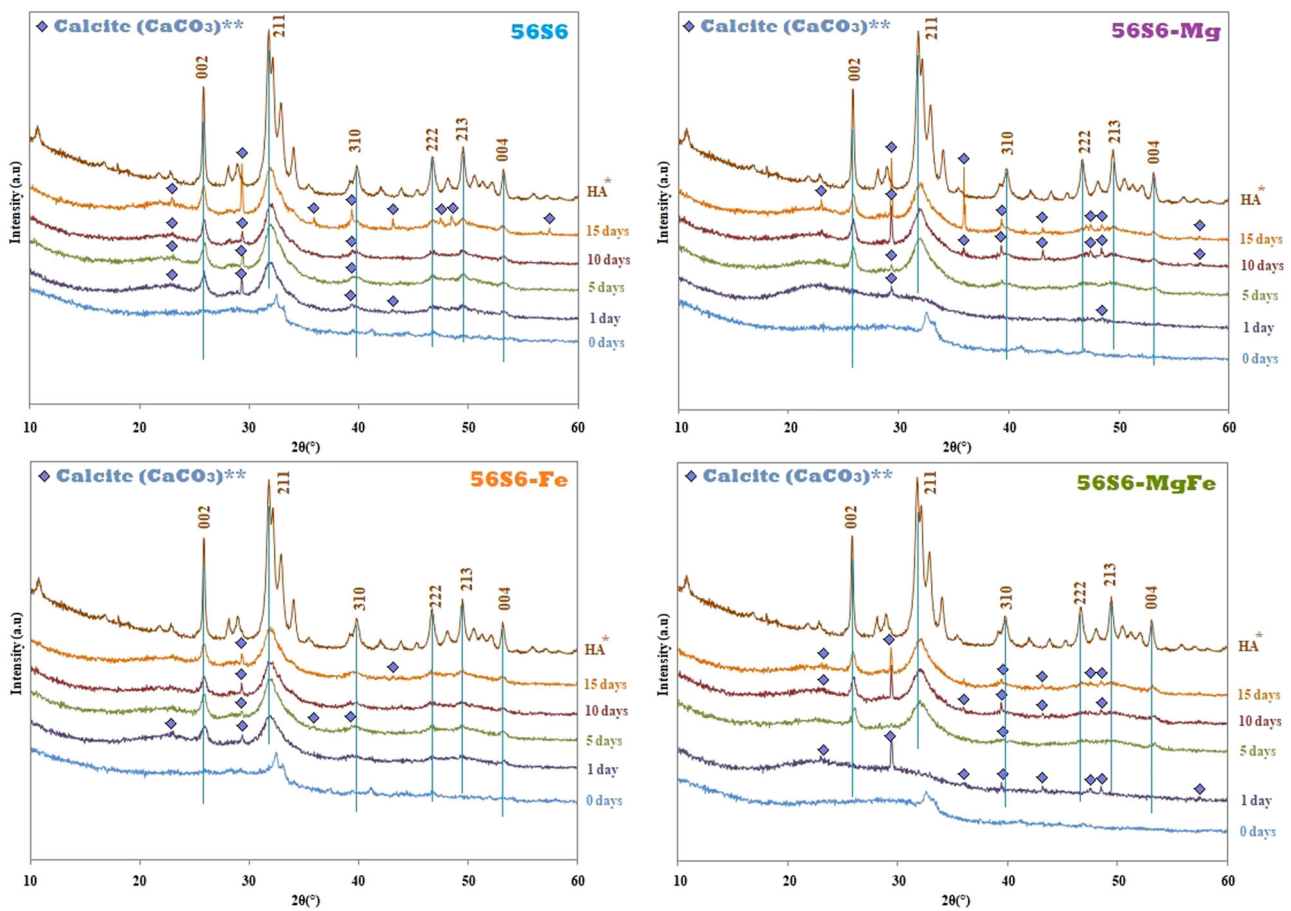 Calcite (CaCO3)**
56S6
211
002
310
222
213
004
HA*
15 days
10 days
5 days
1 day
0 days
Intensity (a.u)
10 20 30 40 50 60
2θ(°)
Calcite (CaCO3)**
56S6-Mg
211
002
310
222
213
004
HA*
15 days
10 days
5 days
1 day
0 days
Intensity (a.u)
10 20 30 40 50 60
2θ(°)
Calcite (CaCO3)**
56S6-Fe
211
002
310
222
213
004
HA*
15 days
10 days
5 days
1 day
0 days
Intensity (a.u)
10 20 30 40 50 60
2θ(°)
Calcite (CaCO3)**
56S6-MgFe
211
002
310
222
213
004
HA*
15 days
10 days
5 days
1 day
0 days
Intensity (a.u)
10 20 30 40 50 60
2θ(°)